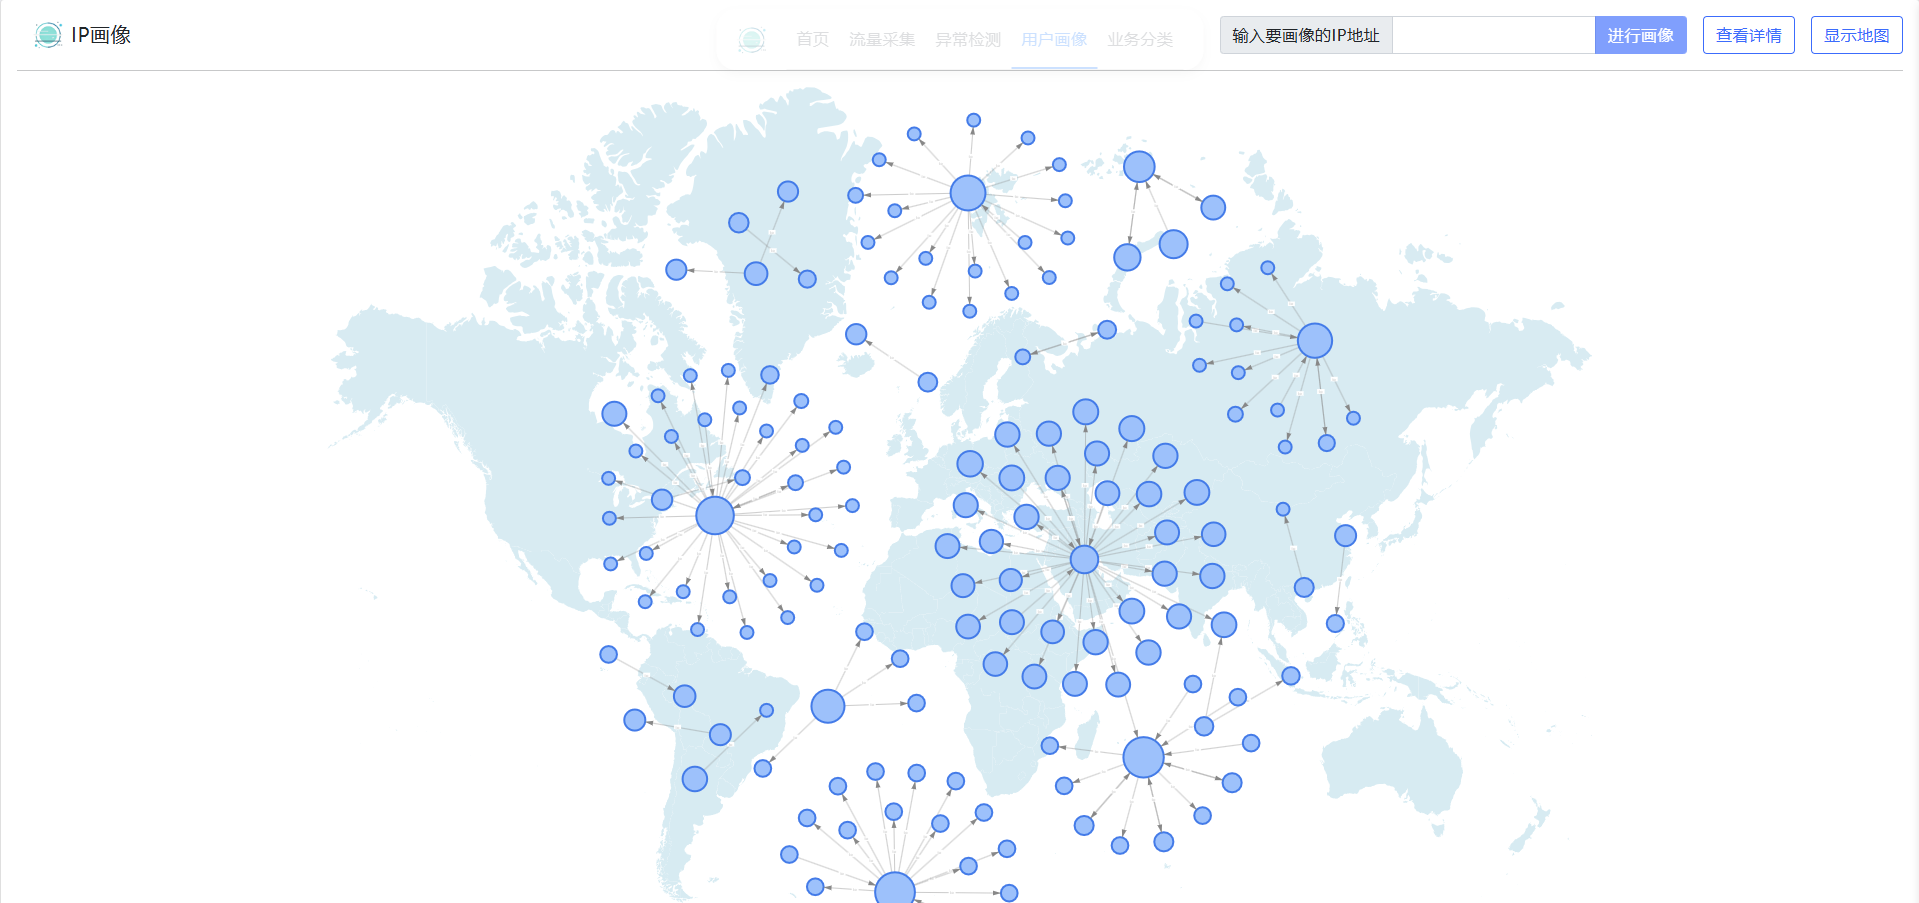 IP画像
首页 流量采集 异常检测 用户画像 业务分类
输入要画像的IP地址 进行画像 查看详情 显示地图